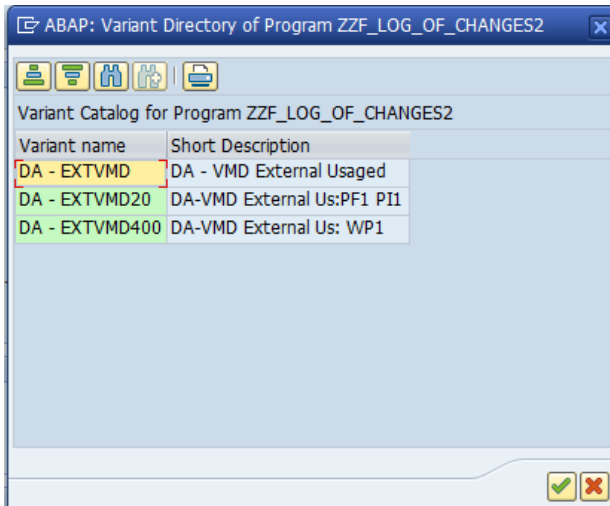 ABAP: Variant Directory of Program ZZF_LOG_OF_CHANGES2
Variant Catalog for Program ZZF_LOG_OF_CHANGES2
Variant name Short Description
DA - EXTVMD DA - VMD External Usaged
DA - EXTVMD20 DA-VMD External Us:PF1 PI1
DA - EXTVMD400 DA-VMD External Us: WP1